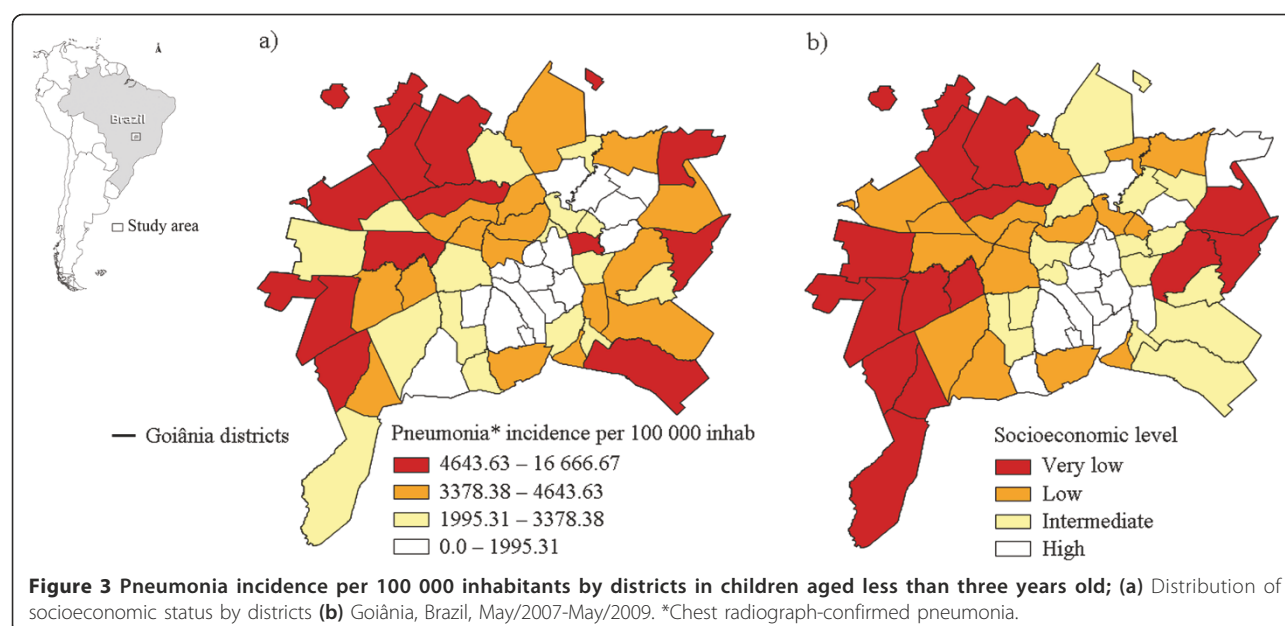 a)
b)
Å
Brazil
Study area
Goiânia districts
Pneumonia* incidence per 100 000 inhab
4643.63 – 16 666.67
3378.38 – 4643.63
1995.31 – 3378.38
0.0 – 1995.31
Socioeconomic level
Very low
Low
Intermediate
High
Figure 3 Pneumonia incidence per 100 000 inhabitants by districts in children aged less than three years old; (a) Distribution of
socioeconomic status by districts (b) Goiânia, Brazil, May/2007-May/2009. *Chest radiograph-confirmed pneumonia.